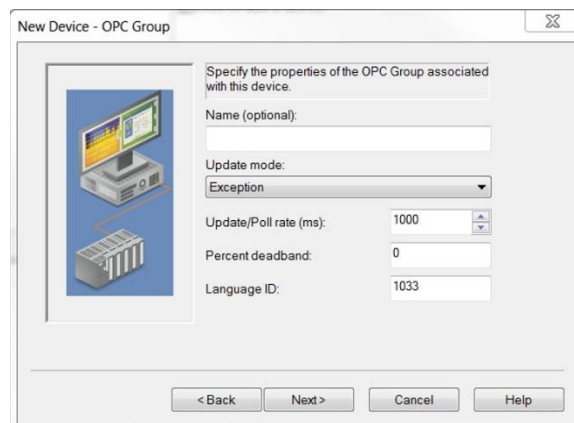 New Device - OPC Group
Specify the properties of the OPC Group associated
with this device.
Name (optional):
Update mode:
Exception
Update/Poll rate (ms): 1000
Percent deadband: 0
Language ID: 1033
< Back Next > Cancel Help